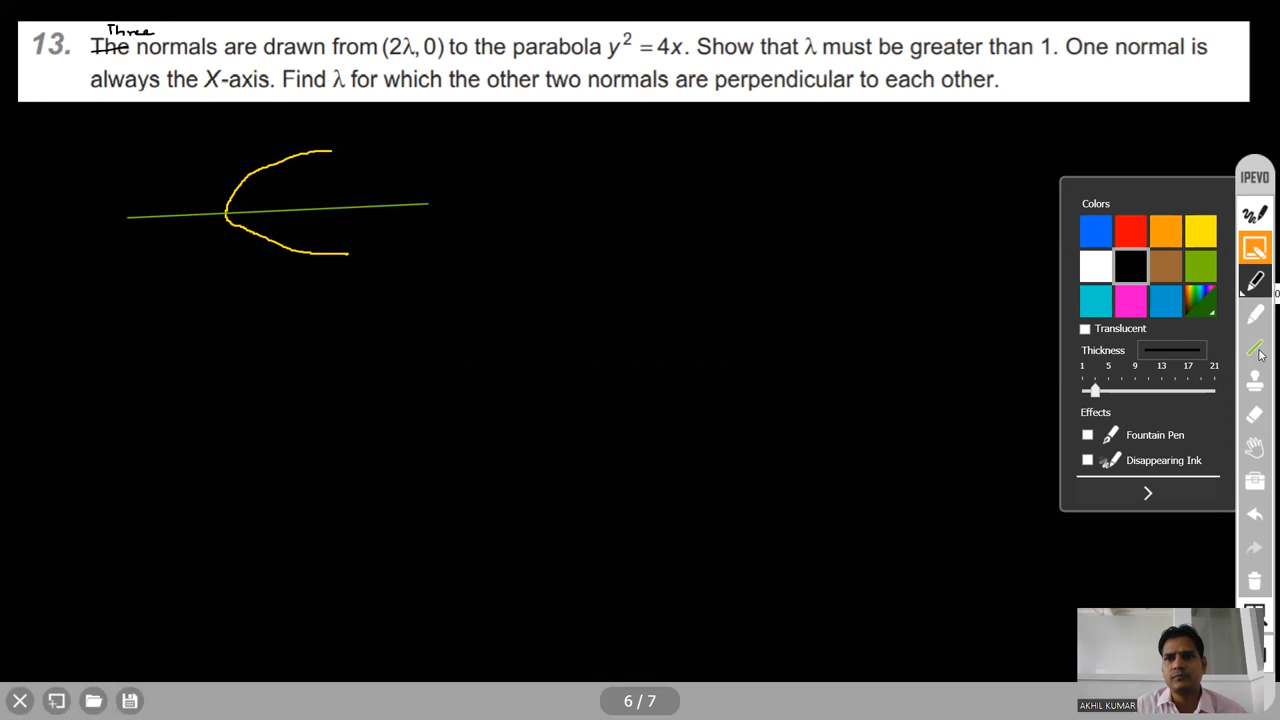 Three
13. The normals are drawn from (2λ, 0) to the parabola y² = 4x. Show that λ must be greater than 1. One normal is
always the X-axis. Find λ for which the other two normals are perpendicular to each other.
IPEVO
Colors
Translucent
Thickness
1 5 9 13 17 21
Effects
Fountain Pen
Disappearing Ink
6 / 7
AKHIL KUMAR